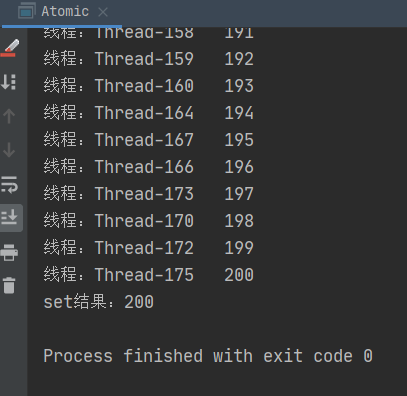 Atomic
线程：Thread-158 191
线程：Thread-159 192
线程：Thread-160 193
线程：Thread-164 194
线程：Thread-167 195
线程：Thread-166 196
线程：Thread-173 197
线程：Thread-170 198
线程：Thread-172 199
线程：Thread-175 200
set结果：200
Process finished with exit code 0